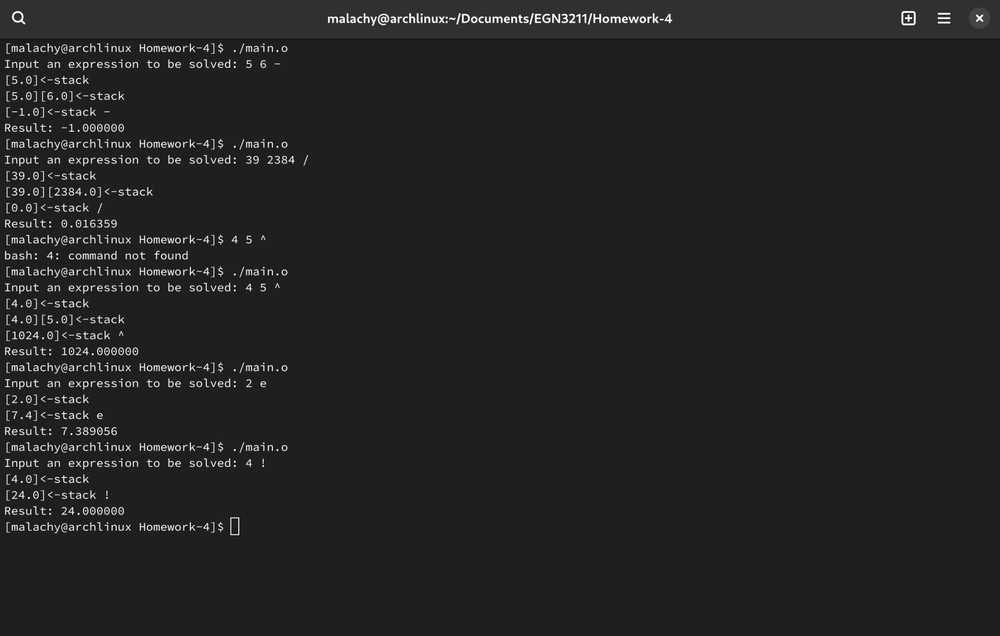 malachy@archlinux:~/Documents/EGN3211/Homework-4
[malachy@archlinux Homework-4]$ ./main.o
Input an expression to be solved: 5 6 -
[5.0]<-stack
[5.0][6.0]<-stack
[-1.0]<-stack -
Result: -1.000000
[malachy@archlinux Homework-4]$ ./main.o
Input an expression to be solved: 39 2384 /
[39.0]<-stack
[39.0][2384.0]<-stack
[0.0]<-stack /
Result: 0.016359
[malachy@archlinux Homework-4]$ 4 5 ^
bash: 4: command not found
[malachy@archlinux Homework-4]$ ./main.o
Input an expression to be solved: 4 5 ^
[4.0]<-stack
[4.0][5.0]<-stack
[1024.0]<-stack ^
Result: 1024.000000
[malachy@archlinux Homework-4]$ ./main.o
Input an expression to be solved: 2 e
[2.0]<-stack
[7.4]<-stack e
Result: 7.389056
[malachy@archlinux Homework-4]$ ./main.o
Input an expression to be solved: 4 !
[4.0]<-stack
[24.0]<-stack !
Result: 24.000000
[malachy@archlinux Homework-4]$